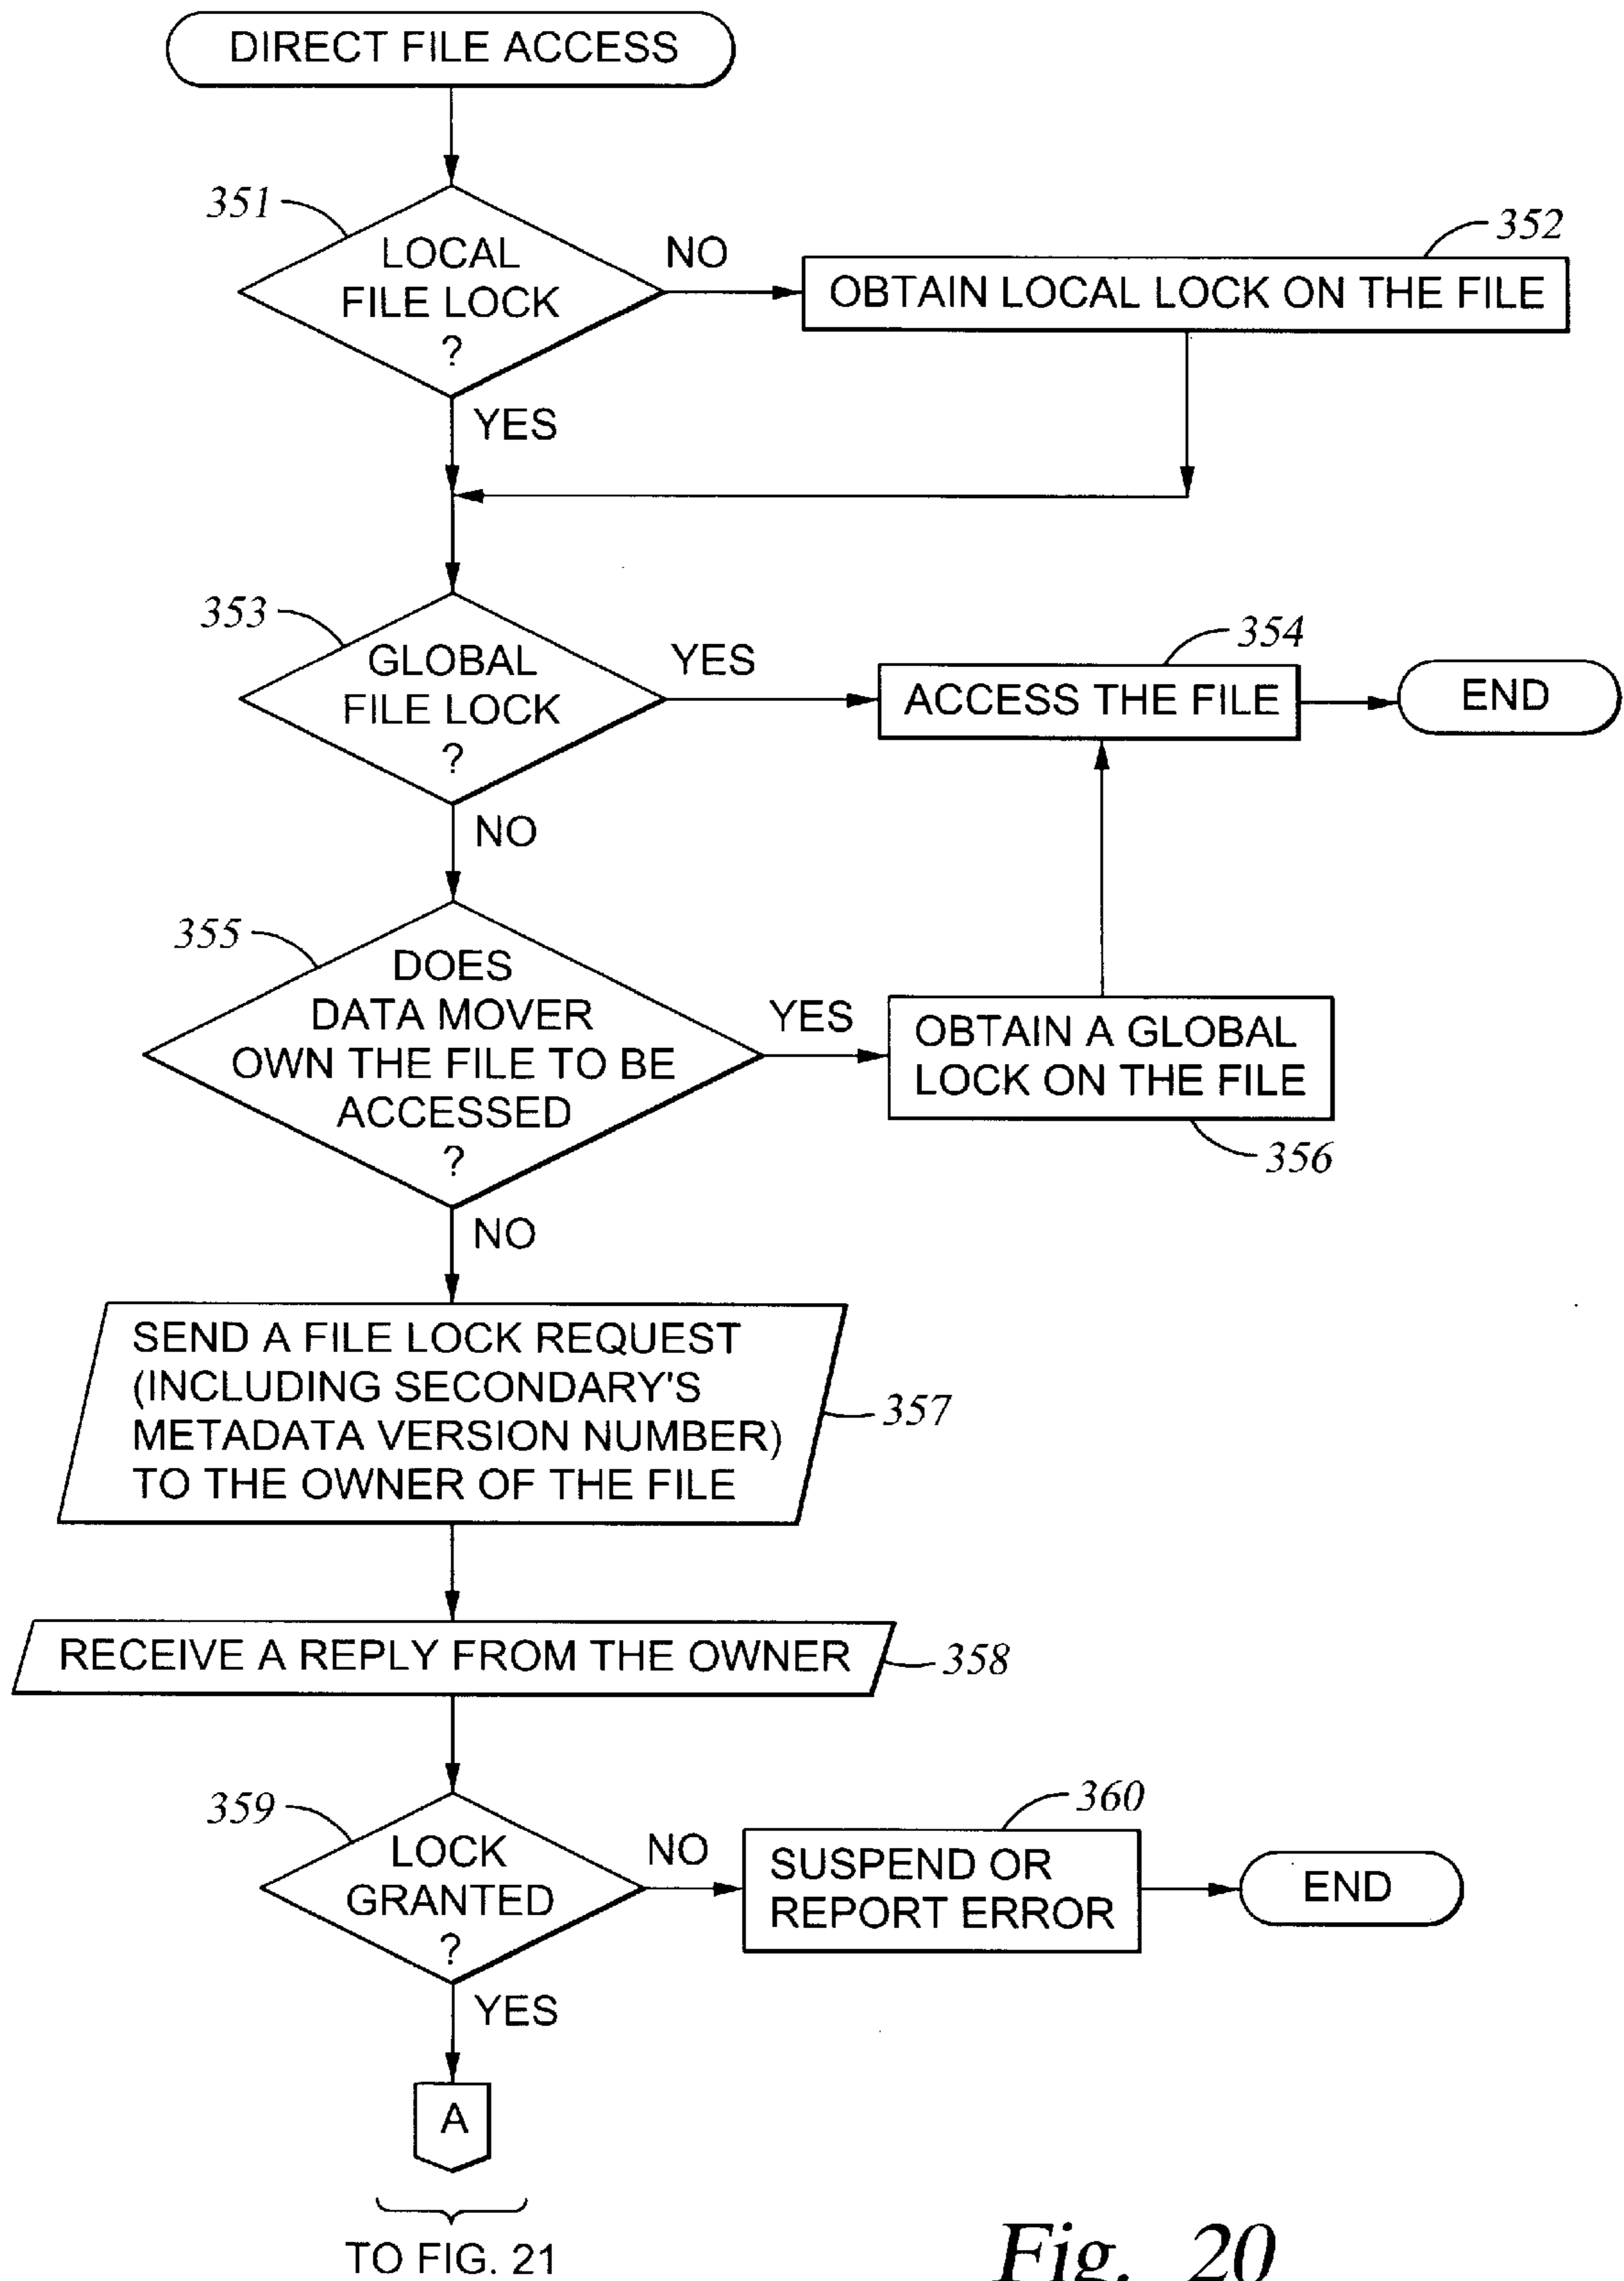 DIRECT FILE ACCESS
351
LOCAL
FILE LOCK
?
NO
352
OBTAIN LOCAL LOCK ON THE FILE
YES
353
GLOBAL
FILE LOCK
?
YES
354
ACCESS THE FILE
END
NO
355
DOES
DATA MOVER
OWN THE FILE TO BE
ACCESSED
?
YES
OBTAIN A GLOBAL
LOCK ON THE FILE
356
NO
SEND A FILE LOCK REQUEST
(INCLUDING SECONDARY'S
METADATA VERSION NUMBER)
TO THE OWNER OF THE FILE
357
RECEIVE A REPLY FROM THE OWNER
358
359
LOCK
GRANTED
?
NO
360
SUSPEND OR
REPORT ERROR
END
YES
A
TO FIG. 21
Fig. 20